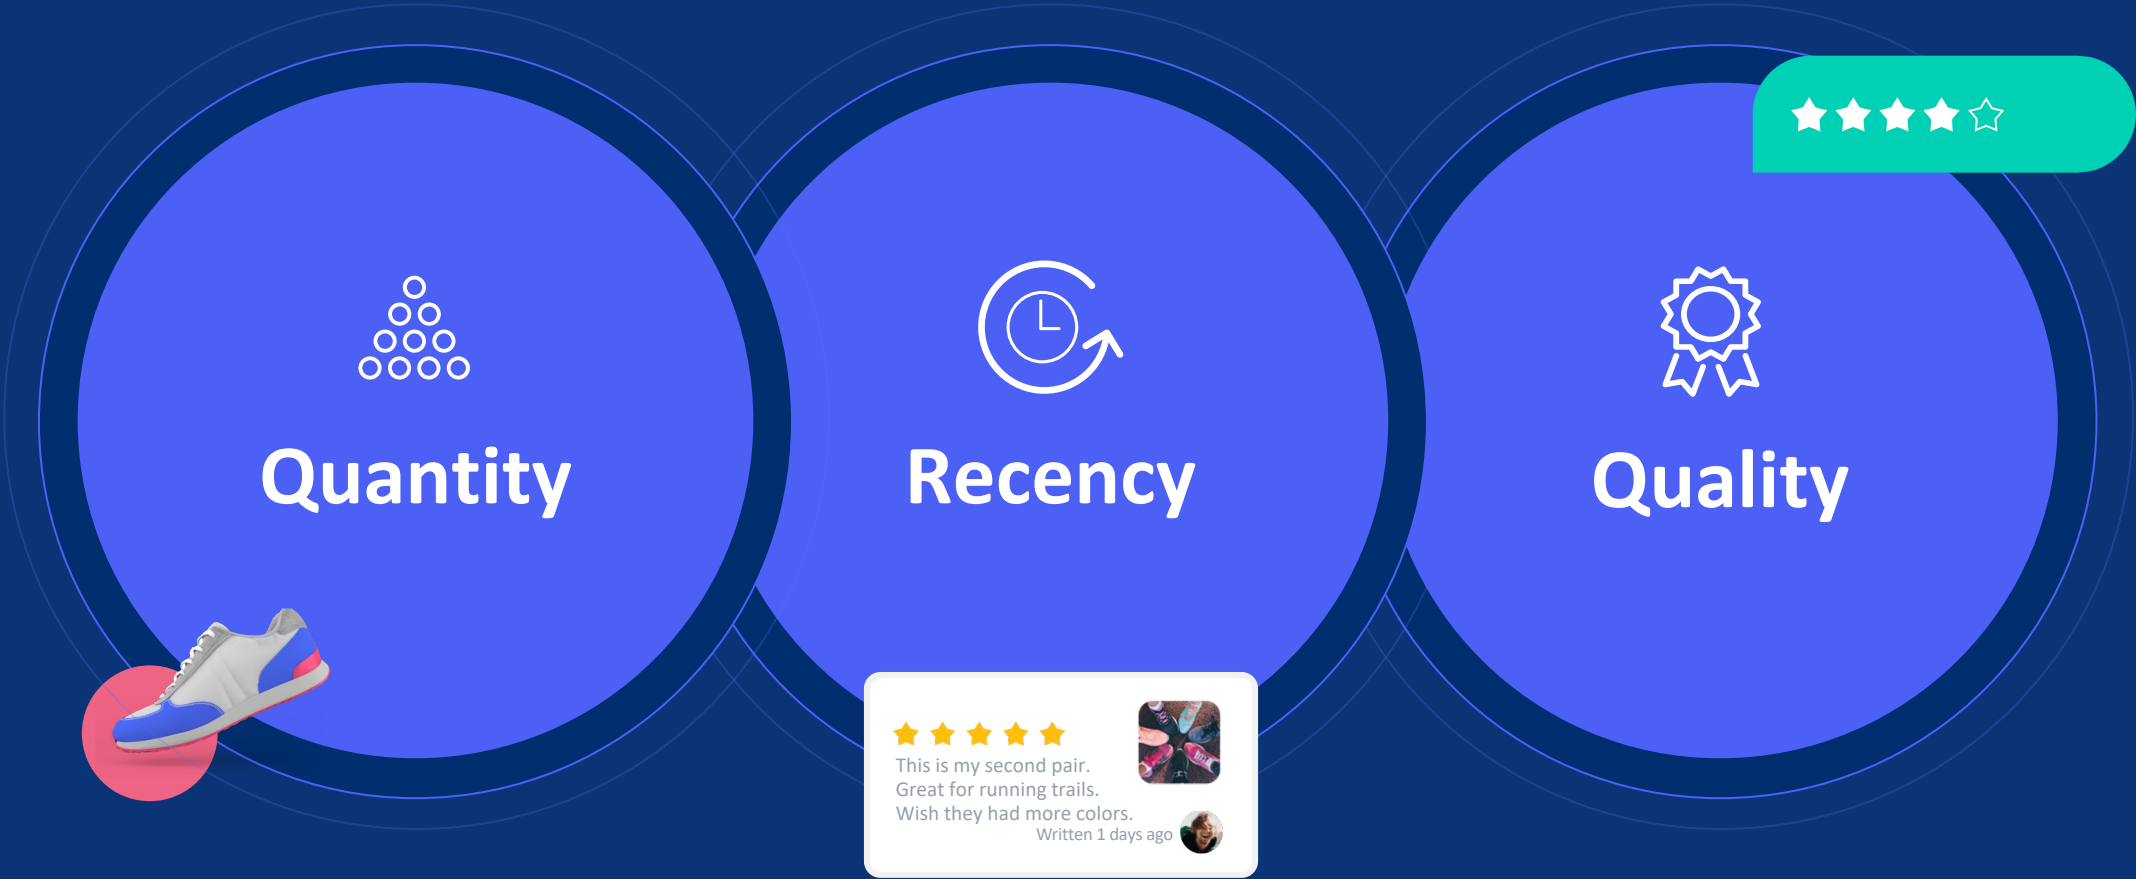 Quantity
Recency
Quality
This is my second pair.
Great for running trails.
Wish they had more colors.
Written 1 days ago